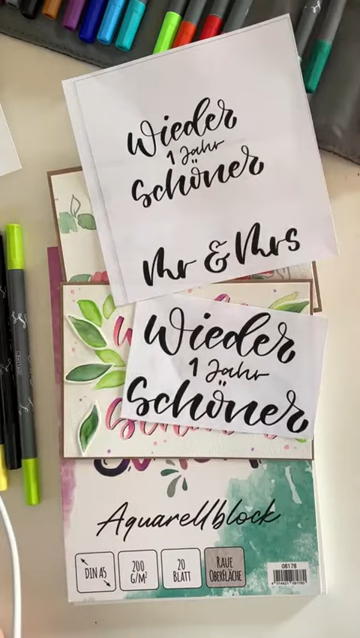 Wieder
1 Jahr
Schöner
Mr & Mrs
Wieder
1 Jahr
Schöner
Aquarellblock
DIN A5
200 G/M²
20 BLATT
RAUE OBERFLÄCHE
06178